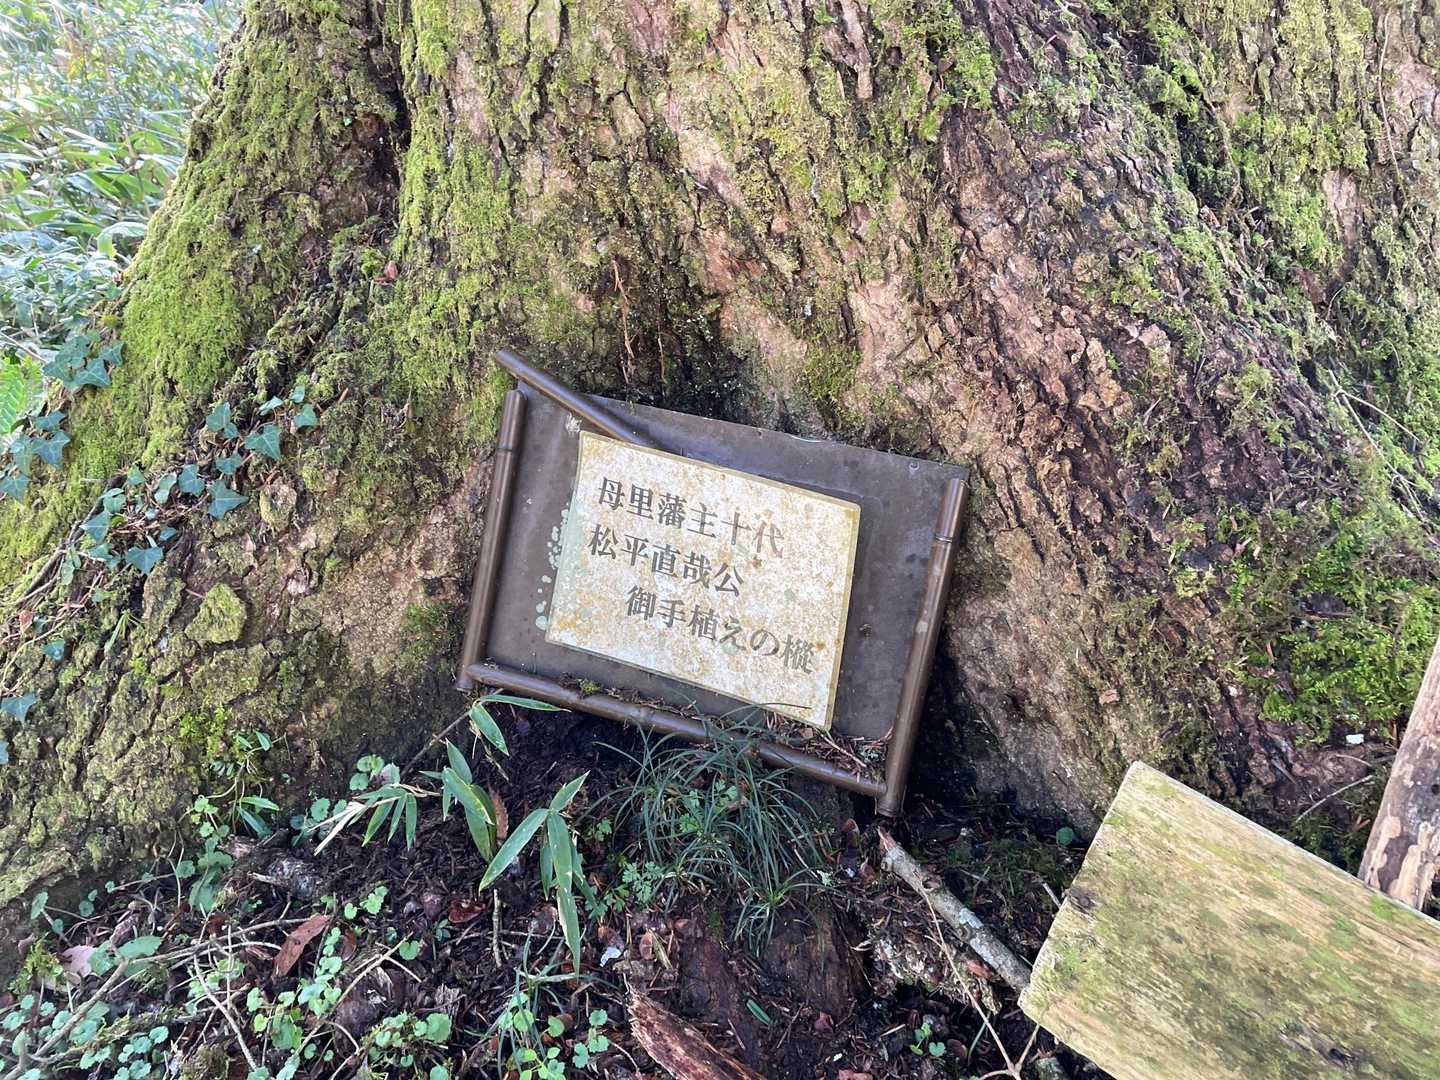 母里藩主十代
松平直哉公
御手植えの樅